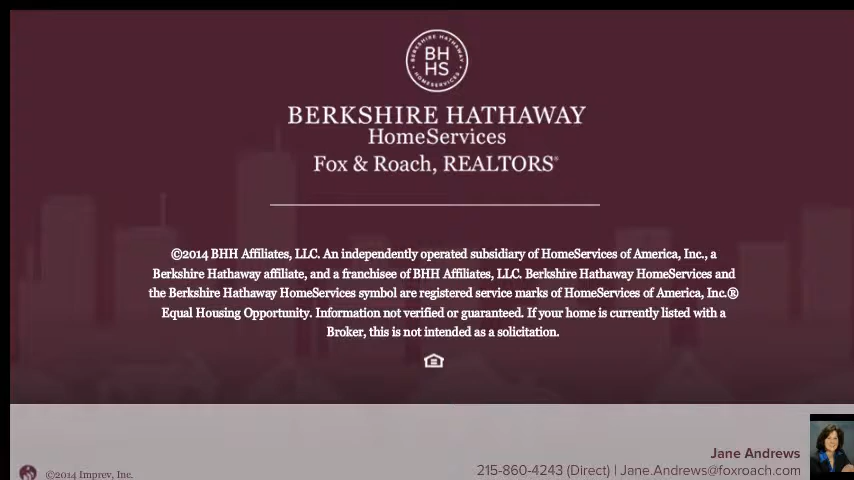 BERKSHIRE HATHAWAY
HOMESERVICES
BH
HS
BERKSHIRE HATHAWAY
HomeServices
Fox & Roach, REALTORS®
©2014 BHH Affiliates, LLC. An independently operated subsidiary of HomeServices of America, Inc., a
Berkshire Hathaway affiliate, and a franchisee of BHH Affiliates, LLC. Berkshire Hathaway HomeServices and
the Berkshire Hathaway HomeServices symbol are registered service marks of HomeServices of America, Inc.®
Equal Housing Opportunity. Information not verified or guaranteed. If your home is currently listed with a
Broker, this is not intended as a solicitation.
Jane Andrews
215-860-4243 (Direct) | Jane.Andrews@foxroach.com
©2014 Imprev, Inc.